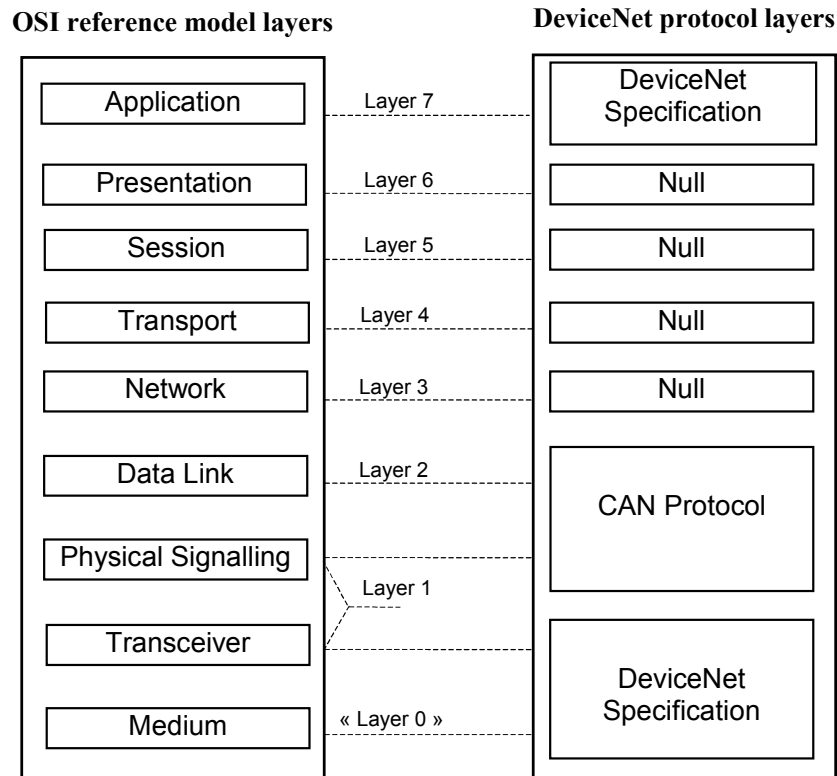 OSI reference model layers
DeviceNet protocol layers
Application
Layer 7
DeviceNet
Specification
Presentation
Layer 6
Null
Session
Layer 5
Null
Transport
Layer 4
Null
Network
Layer 3
Null
Data Link
Layer 2
CAN Protocol
Physical Signalling
Layer 1
Transceiver
DeviceNet
Specification
Medium
« Layer 0 »